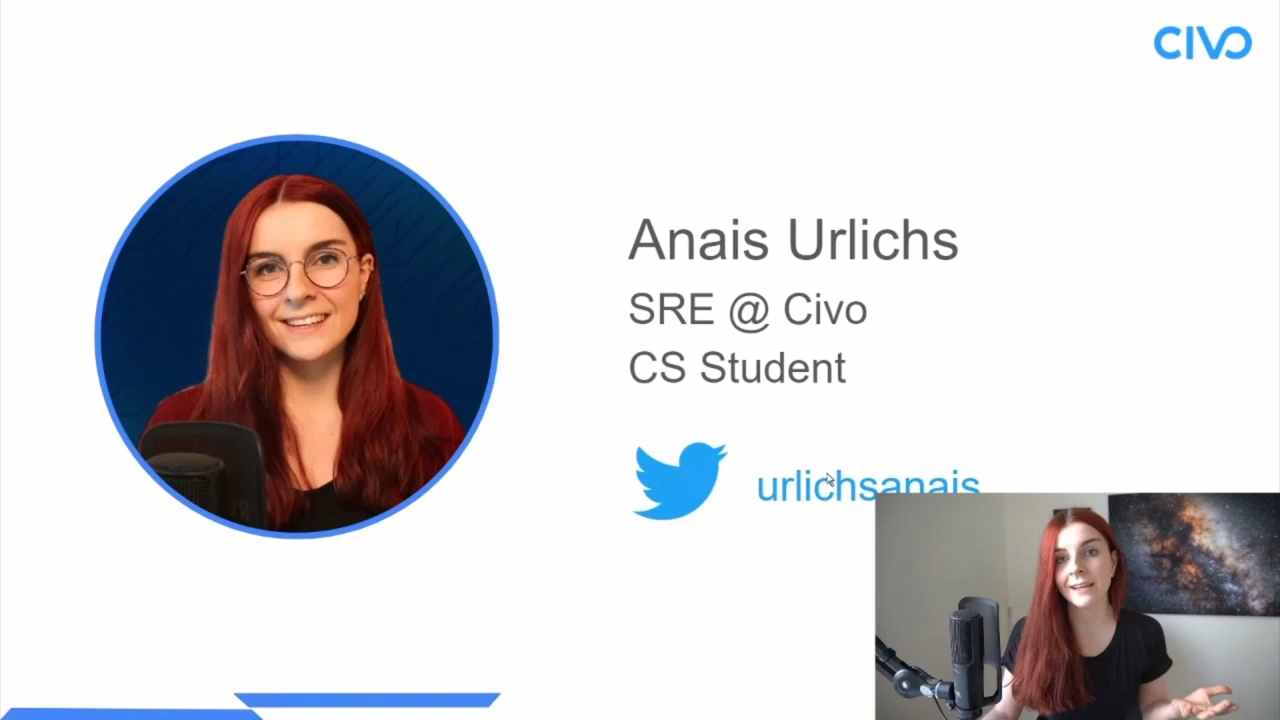 CIVO
Anais Urlichs
SRE @ Civo
CS Student
urlichsanais